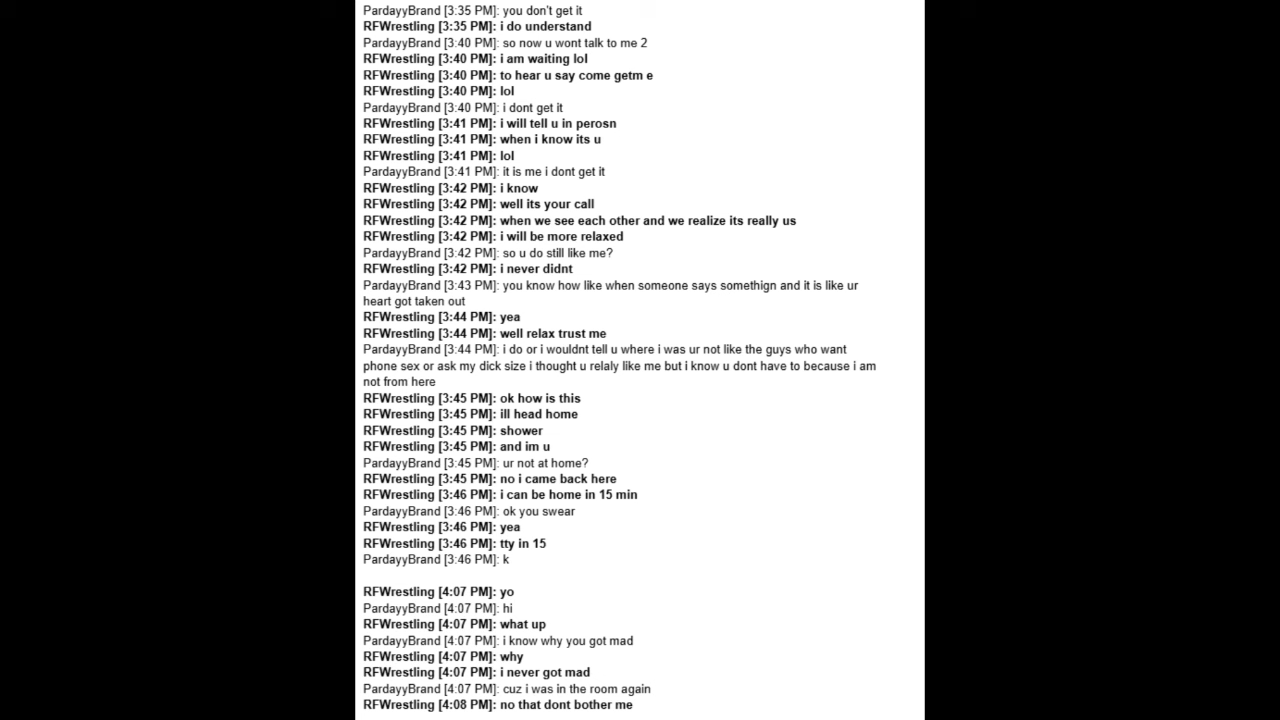 PardayyBrand [3:35 PM]: you don't get it
RFWrestling [3:35 PM]: i do understand
PardayyBrand [3:40 PM]: so now u wont talk to me 2
RFWrestling [3:40 PM]: i am waiting lol
RFWrestling [3:40 PM]: to hear u say come getm e
RFWrestling [3:40 PM]: lol
PardayyBrand [3:40 PM]: i dont get it
RFWrestling [3:41 PM]: i will tell u in perosn
RFWrestling [3:41 PM]: when i know its u
RFWrestling [3:41 PM]: lol
PardayyBrand [3:41 PM]: it is me i dont get it
RFWrestling [3:42 PM]: i know
RFWrestling [3:42 PM]: well its your call
RFWrestling [3:42 PM]: when we see each other and we realize its really us
RFWrestling [3:42 PM]: i will be more relaxed
PardayyBrand [3:42 PM]: so u do still like me?
RFWrestling [3:42 PM]: i never didnt
PardayyBrand [3:43 PM]: you know how like when someone says somethign and it is like ur
heart got taken out
RFWrestling [3:44 PM]: yea
RFWrestling [3:44 PM]: well relax trust me
PardayyBrand [3:44 PM]: i do or i wouldnt tell u where i was ur not like the guys who want
phone sex or ask my dick size i thought u relaly like me but i know u dont have to because i am
not from here
RFWrestling [3:45 PM]: ok how is this
RFWrestling [3:45 PM]: ill head home
RFWrestling [3:45 PM]: shower
RFWrestling [3:45 PM]: and im u
PardayyBrand [3:45 PM]: ur not at home?
RFWrestling [3:45 PM]: no i came back here
RFWrestling [3:46 PM]: i can be home in 15 min
PardayyBrand [3:46 PM]: ok you swear
RFWrestling [3:46 PM]: yea
RFWrestling [3:46 PM]: tty in 15
PardayyBrand [3:46 PM]: k
RFWrestling [4:07 PM]: yo
PardayyBrand [4:07 PM]: hi
RFWrestling [4:07 PM]: what up
PardayyBrand [4:07 PM]: i know why you got mad
RFWrestling [4:07 PM]: why
RFWrestling [4:07 PM]: i never got mad
PardayyBrand [4:07 PM]: cuz i was in the room again
RFWrestling [4:08 PM]: no that dont bother me